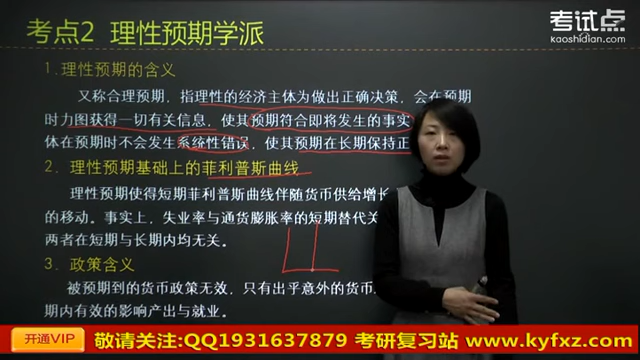 考点2 理性预期学派
考试点
kaoshidian.com
1.理性预期的含义
又称合理预期，指理性的经济主体为做出正确决策，会在预期
时力图获得一切有关信息，使其预期符合即将发生的事实
体在预期时不会发生系统性错误，使其预期在长期保持正
2．理性预期基础上的菲利普斯曲线
理性预期使得短期菲利普斯曲线伴随货币供给增长
的移动。事实上，失业率与通货膨胀率的短期替代关
两者在短期与长期内均无关。
3．政策含义
被预期到的货币政策无效，只有出乎意外的货币
期内有效的影响产出与就业。
开通VIP 敬请关注:QQ1931637879 考研复习站 www.kyfxz.com